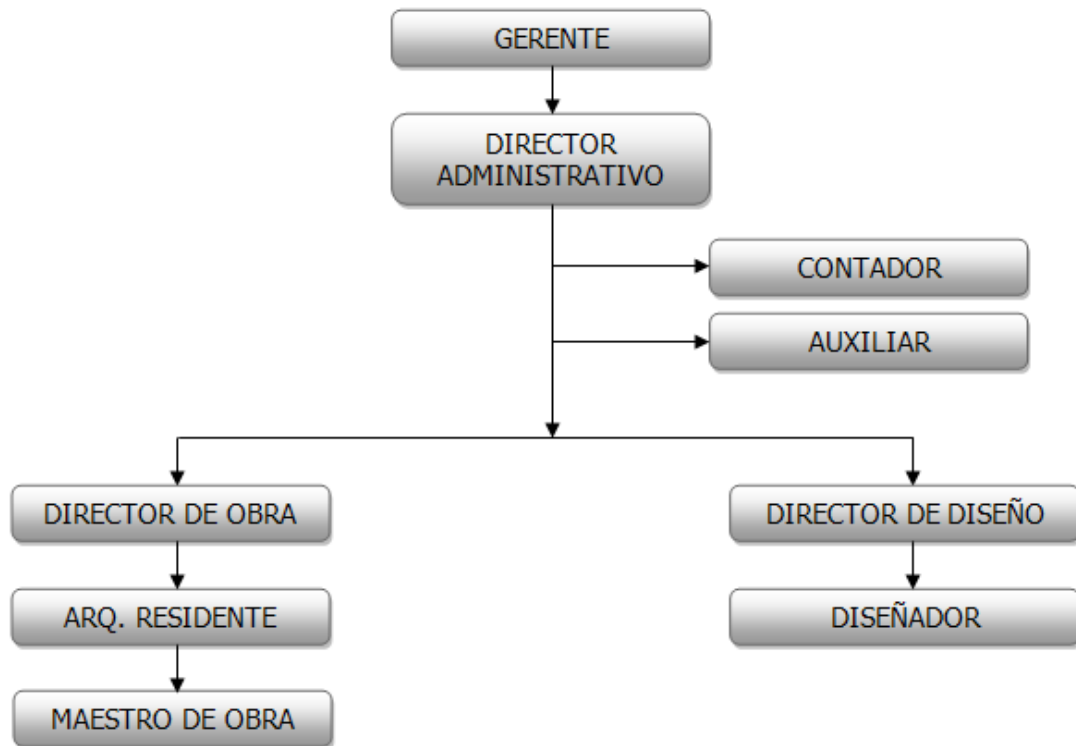 GERENTE
DIRECTOR
ADMINISTRATIVO
CONTADOR
AUXILIAR
DIRECTOR DE OBRA
DIRECTOR DE DISEÑO
ARQ. RESIDENTE
DISEÑADOR
MAESTRO DE OBRA